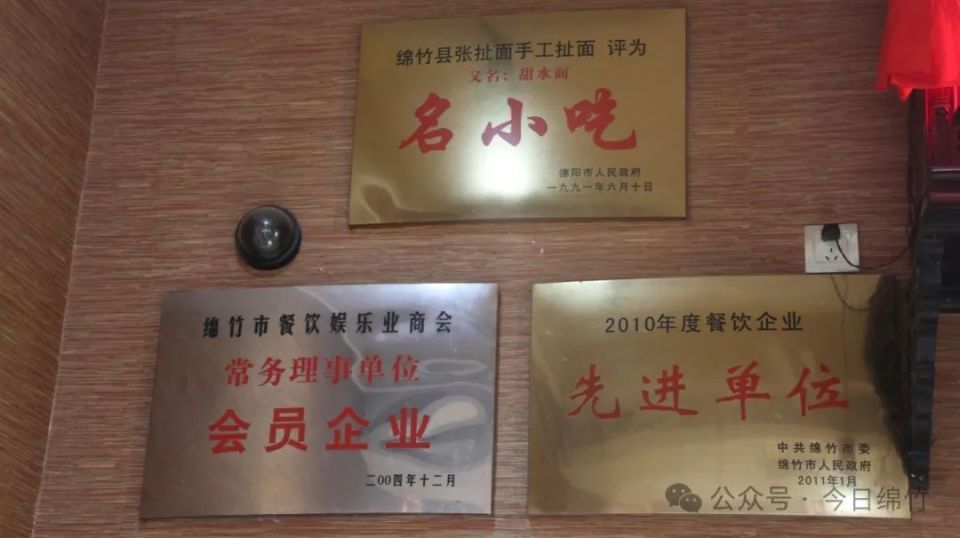 绵竹县张扯面手工扯面 评为
又名：甜水面
名小吃
德阳市人民政府
一九九一年六月十日
绵竹市餐饮娱乐业商会
常务理事单位
会员企业
二00四年十二月
2010年度餐饮企业
先进单位
中共绵竹市委
绵竹市人民政府
2011年1月
公众号·今日绵竹